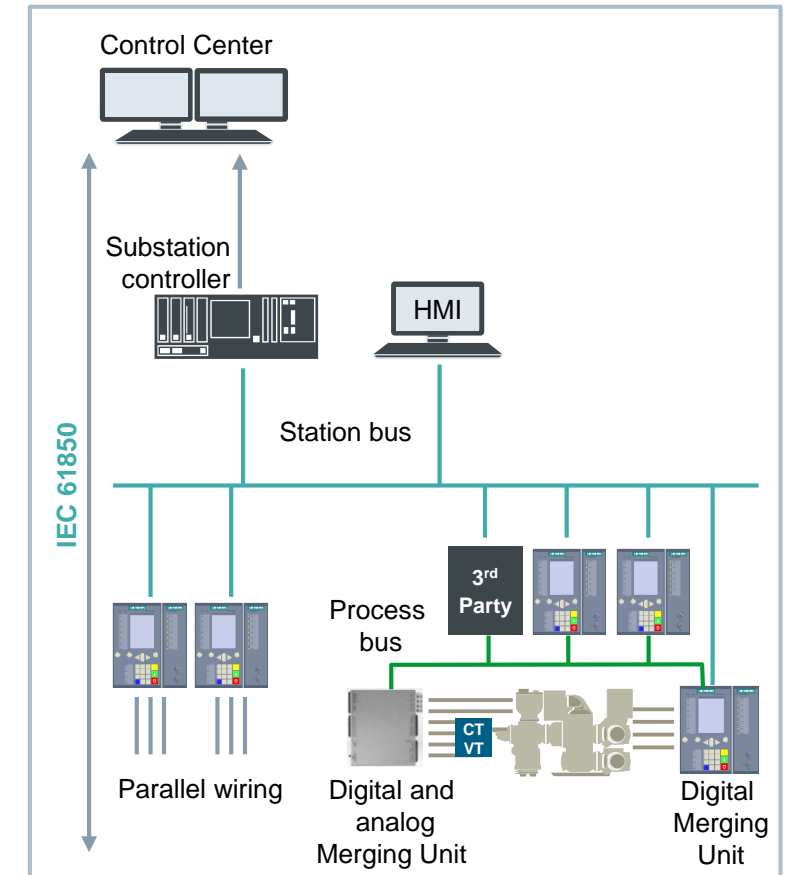 Control Center
Substation
controller
HMI
Station bus
IEC 61850
3rd
Party
Process
bus
CT
VT
Parallel wiring
Digital and
analog
Merging Unit
Digital
Merging
Unit